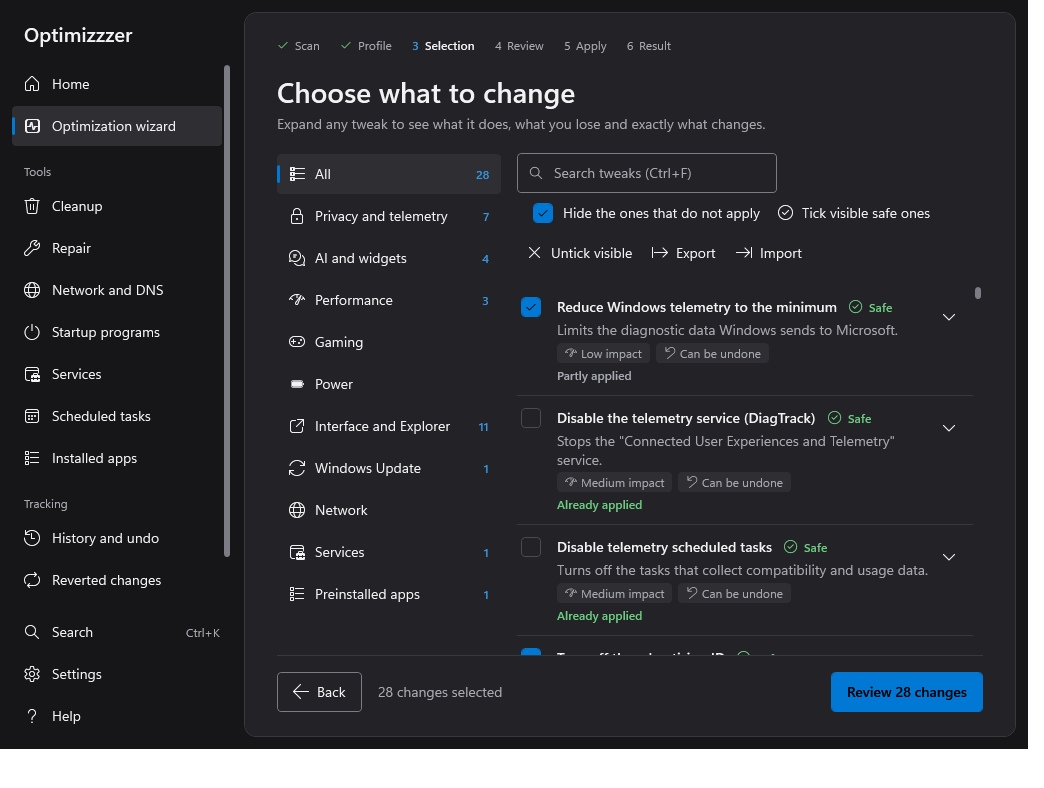 Optimizzzer
Home
Optimization wizard
Tools
Cleanup
Repair
Network and DNS
Startup programs
Services
Scheduled tasks
Installed apps
Tracking
History and undo
Reverted changes
Search Ctrl+K
Settings
Help
Scan Profile 3 Selection 4 Review 5 Apply 6 Result
Choose what to change
Expand any tweak to see what it does, what you lose and exactly what changes.
All 28
Privacy and telemetry 7
AI and widgets 4
Performance 3
Gaming
Power
Interface and Explorer 11
Windows Update 1
Network
Services 1
Preinstalled apps 1
Search tweaks (Ctrl+F)
Hide the ones that do not apply Tick visible safe ones
Untick visible Export Import
Reduce Windows telemetry to the minimum Safe
Limits the diagnostic data Windows sends to Microsoft.
Low impact Can be undone
Partly applied
Disable the telemetry service (DiagTrack) Safe
Stops the "Connected User Experiences and Telemetry"
service.
Medium impact Can be undone
Already applied
Disable telemetry scheduled tasks Safe
Turns off the tasks that collect compatibility and usage data.
Medium impact Can be undone
Already applied
Back 28 changes selected Review 28 changes